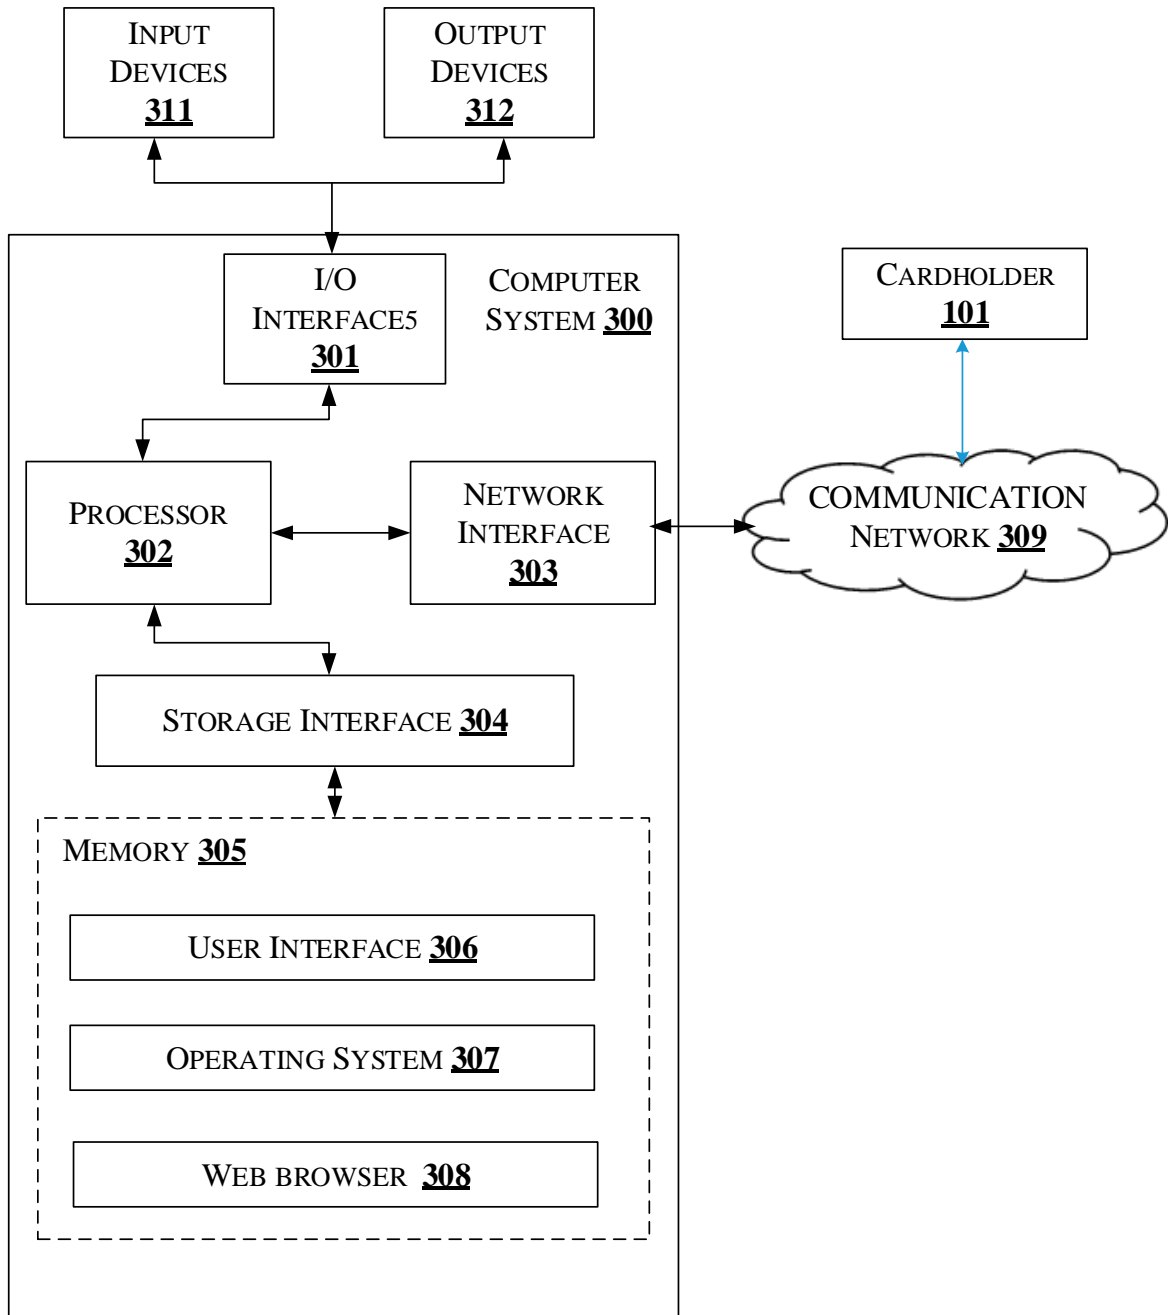 INPUT
DEVICES
311
OUTPUT
DEVICES
312
I/O
INTERFACE5
301
COMPUTER
SYSTEM 300
CARDHOLDER
101
PROCESSOR
302
NETWORK
INTERFACE
303
COMMUNICATION
NETWORK 309
STORAGE INTERFACE 304
MEMORY 305
USER INTERFACE 306
OPERATING SYSTEM 307
WEB BROWSER 308